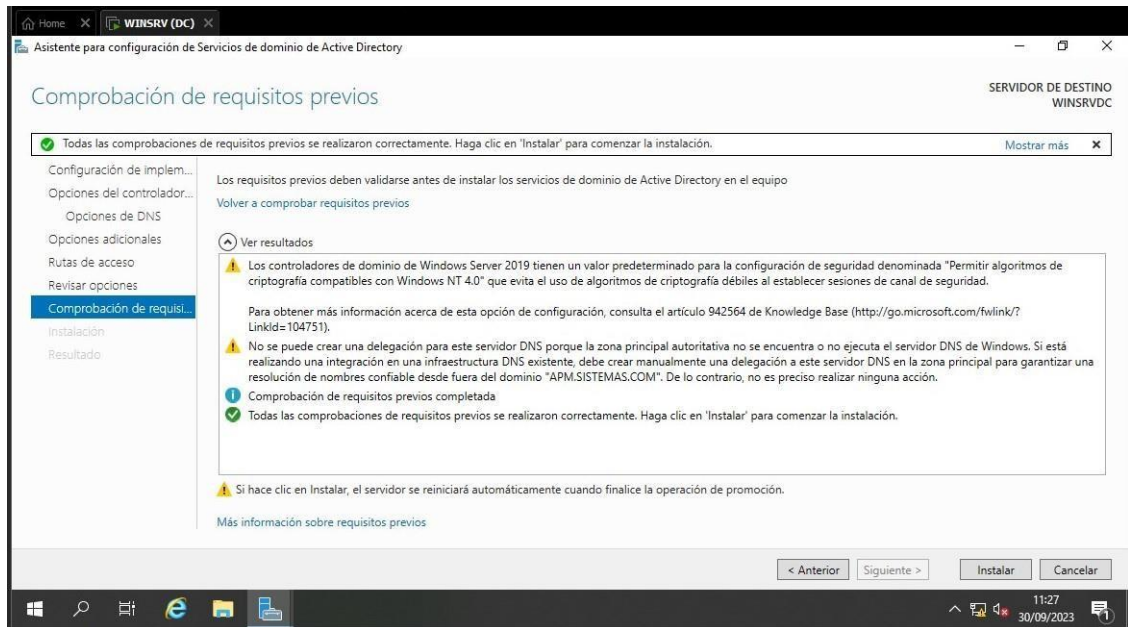 Home
WINSRV (DC)
Asistente para configuración de Servicios de dominio de Active Directory
Comprobación de requisitos previos
SERVIDOR DE DESTINO
WINSRVDC
Todas las comprobaciones de requisitos previos se realizaron correctamente. Haga clic en 'Instalar' para comenzar la instalación.
Mostrar más
Configuración de implem...
Opciones del controlador...
Opciones de DNS
Opciones adicionales
Rutas de acceso
Revisar opciones
Comprobación de requisi...
Instalación
Resultado
Los requisitos previos deben validarse antes de instalar los servicios de dominio de Active Directory en el equipo
Volver a comprobar requisitos previos
Ver resultados
Los controladores de dominio de Windows Server 2019 tienen un valor predeterminado para la configuración de seguridad denominada "Permitir algoritmos de
criptografía compatibles con Windows NT 4.0" que evita el uso de algoritmos de criptografía débiles al establecer sesiones de canal de seguridad.
Para obtener más información acerca de esta opción de configuración, consulta el artículo 942564 de Knowledge Base (http://go.microsoft.com/fwlink/?
LinkId=104751).
No se puede crear una delegación para este servidor DNS porque la zona principal autoritativa no se encuentra o no ejecuta el servidor DNS de Windows. Si está
realizando una integración en una infraestructura DNS existente, debe crear manualmente una delegación a este servidor DNS en la zona principal para garantizar una
resolución de nombres confiable desde fuera del dominio "APM.SISTEMAS.COM". De lo contrario, no es preciso realizar ninguna acción.
Comprobación de requisitos previos completada
Todas las comprobaciones de requisitos previos se realizaron correctamente. Haga clic en 'Instalar' para comenzar la instalación.
Si hace clic en Instalar, el servidor se reiniciará automáticamente cuando finalice la operación de promoción.
Más información sobre requisitos previos
< Anterior
Siguiente >
Instalar
Cancelar
11:27
30/09/2023
1